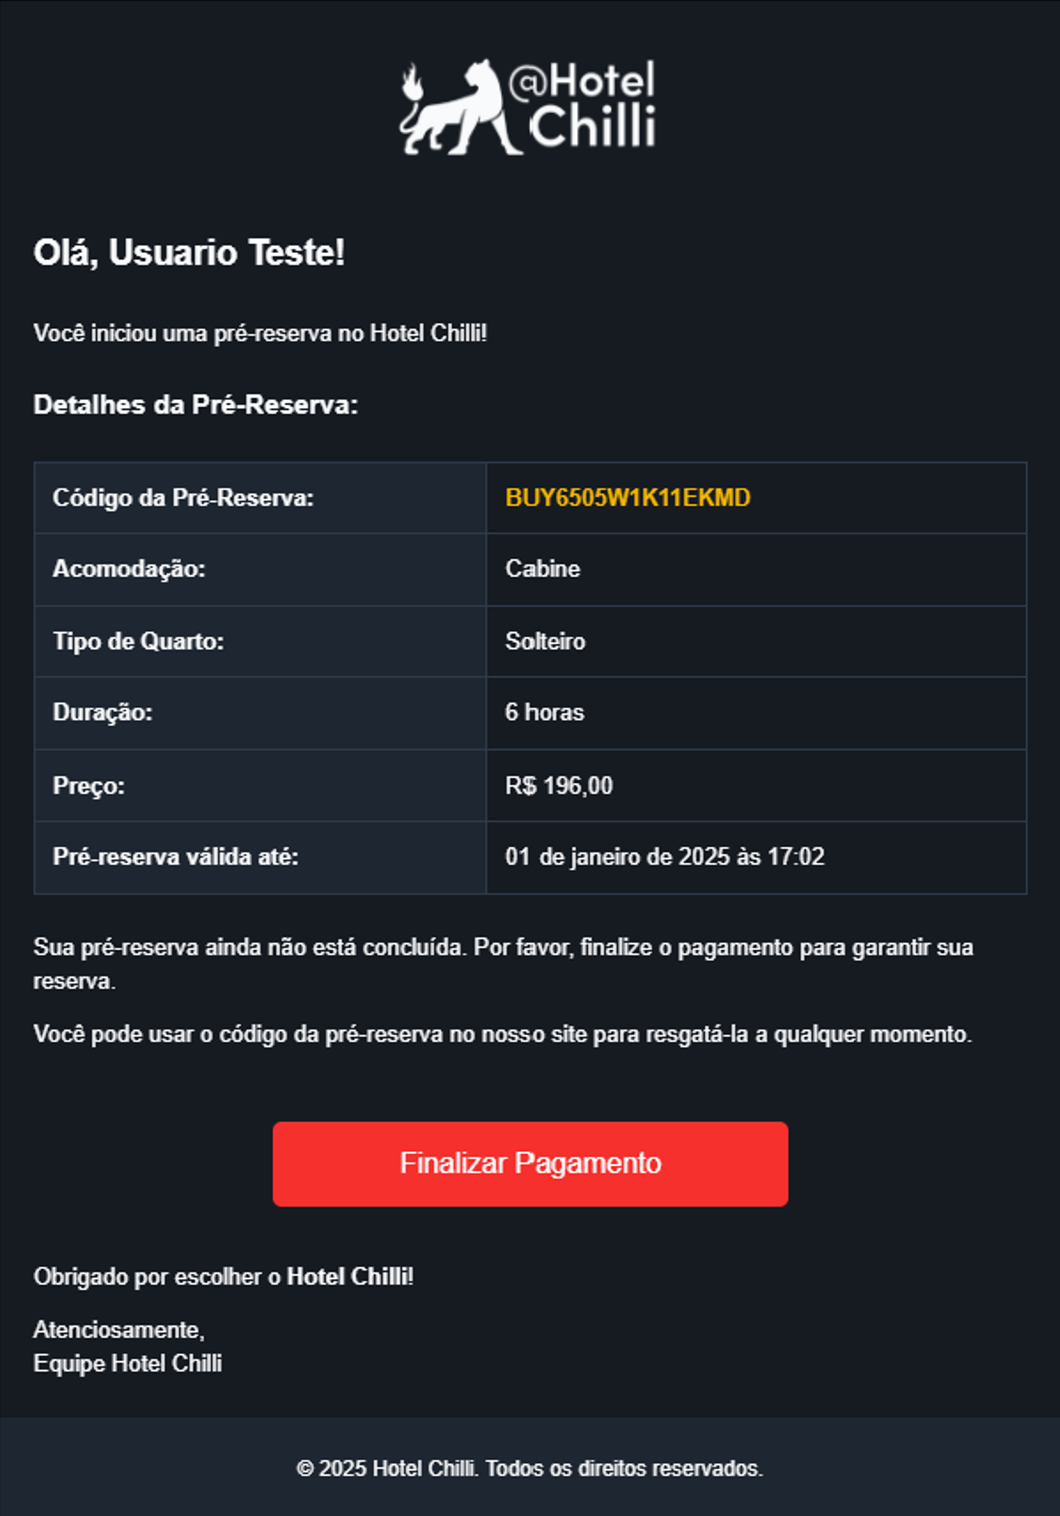 @Hotel
Chilli
Olá, Usuario Teste!
Você iniciou uma pré-reserva no Hotel Chilli!
Detalhes da Pré-Reserva:
Código da Pré-Reserva: BUY6505W1K11EKMD
Acomodação: Cabine
Tipo de Quarto: Solteiro
Duração: 6 horas
Preço: R$ 196,00
Pré-reserva válida até: 01 de janeiro de 2025 às 17:02
Sua pré-reserva ainda não está concluída. Por favor, finalize o pagamento para garantir sua
reserva.
Você pode usar o código da pré-reserva no nosso site para resgatá-la a qualquer momento.
Finalizar Pagamento
Obrigado por escolher o Hotel Chilli!
Atenciosamente,
Equipe Hotel Chilli
© 2025 Hotel Chilli. Todos os direitos reservados.